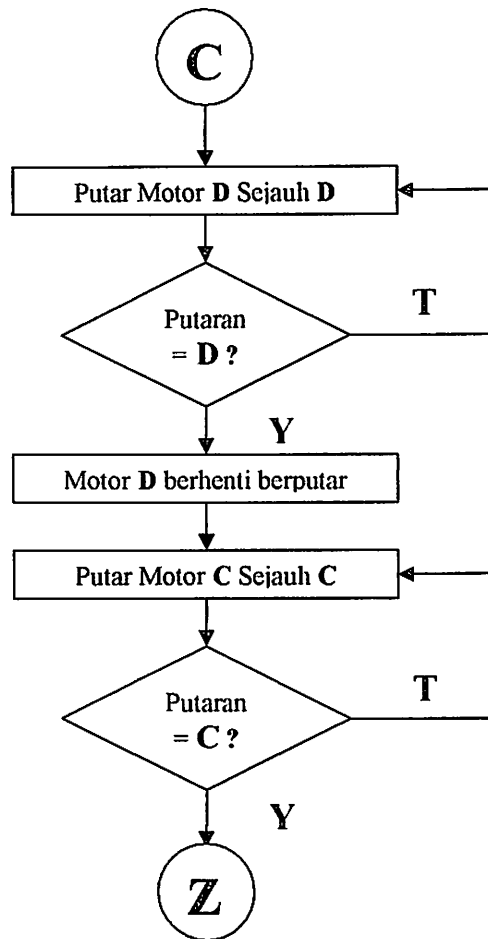 C
Putar Motor D Sejauh D
T
Putaran
= D ?
Y
Motor D berhenti berputar
Putar Motor C Sejauh C
T
Putaran
= C ?
Y
Z